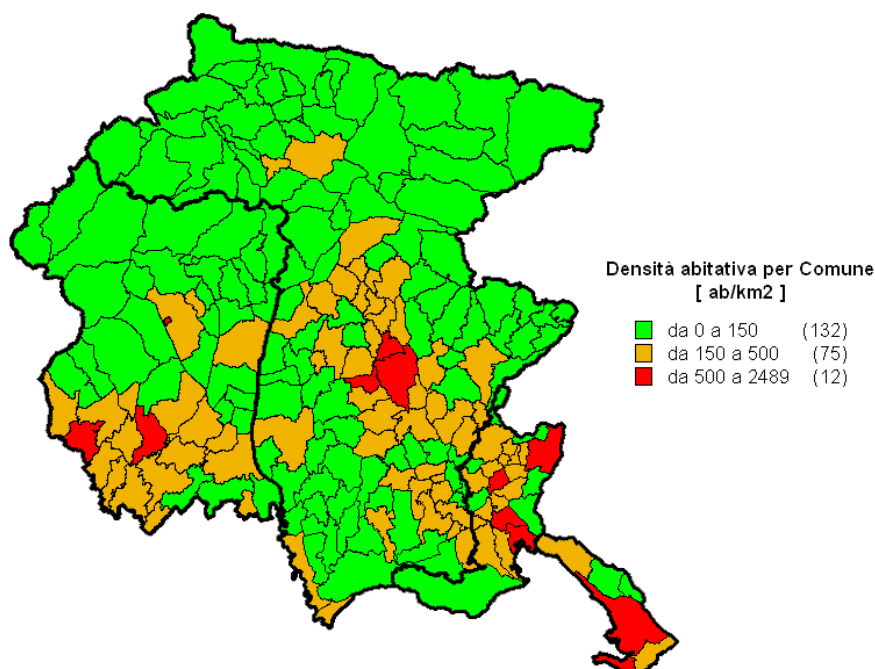 Densità abitativa per Comune
[ ab/km2 ]
da 0 a 150 (132)
da 150 a 500 (75)
da 500 a 2489 (12)